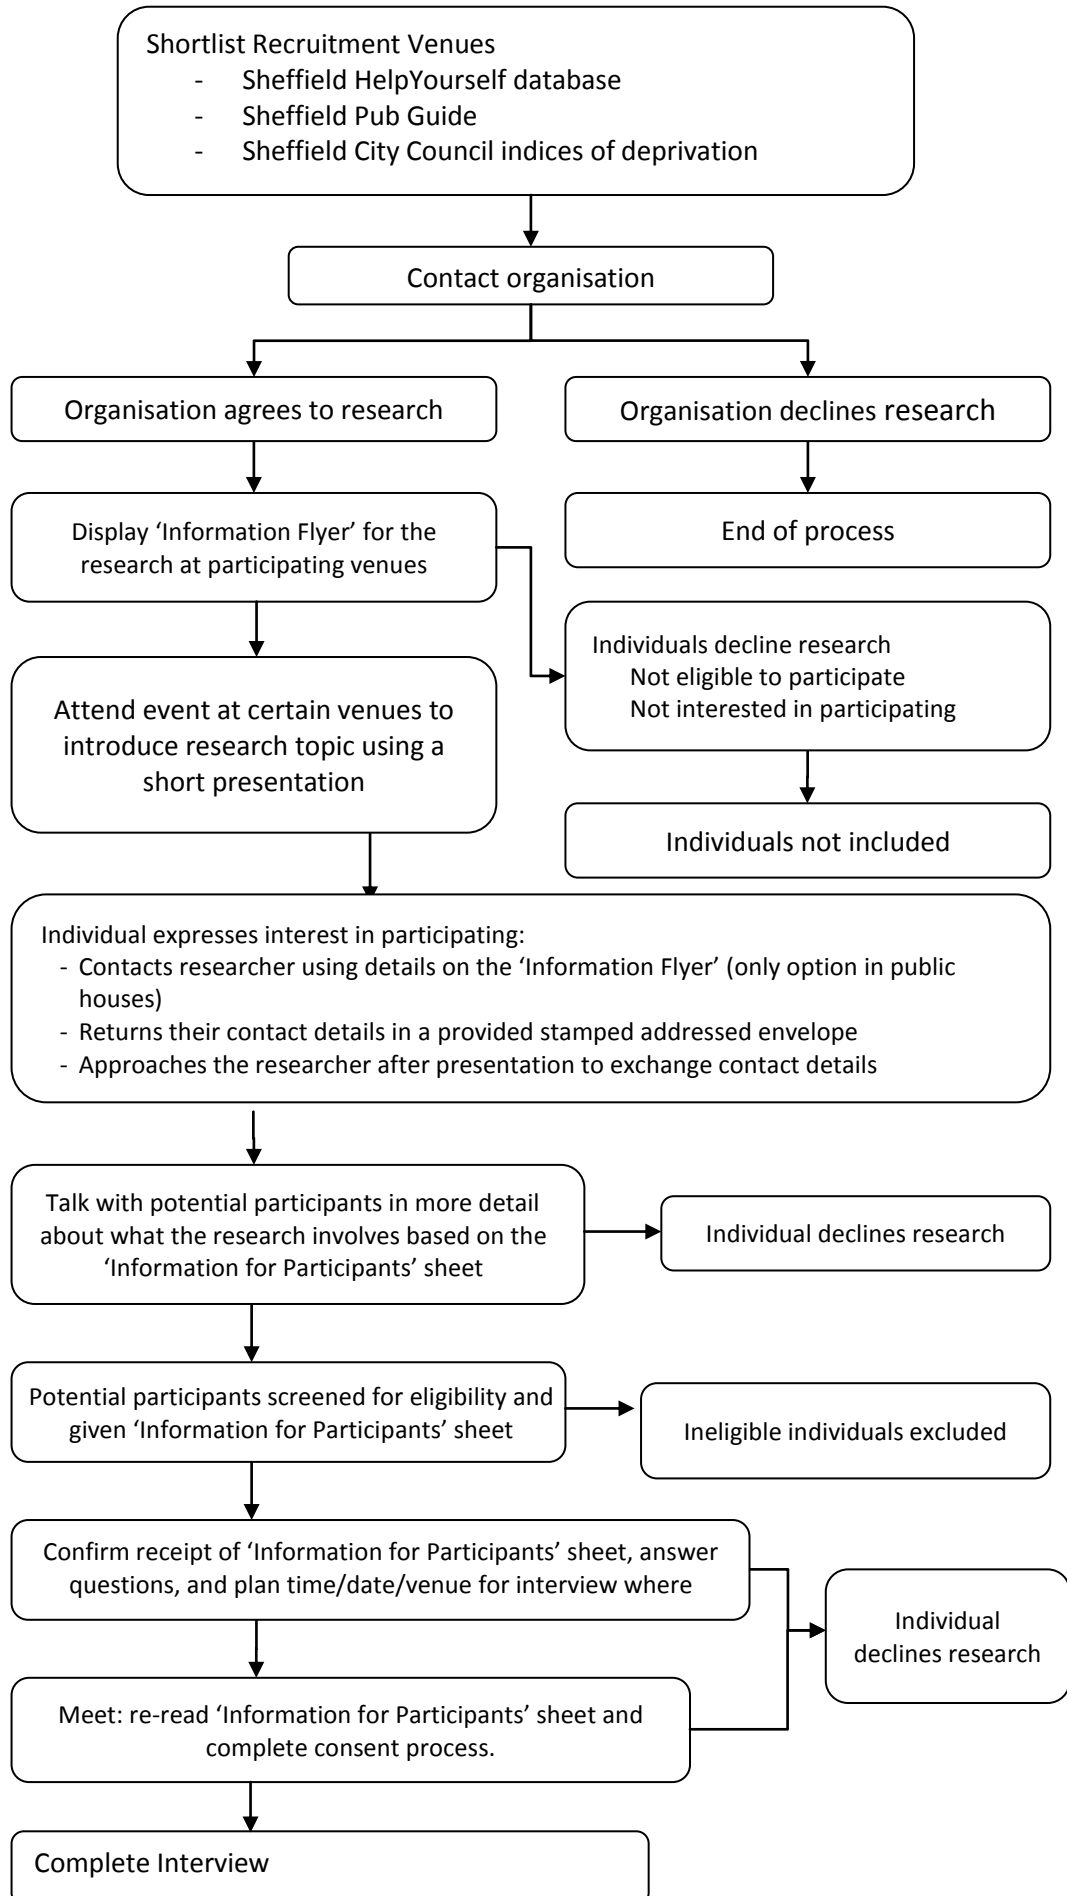 Shortlist Recruitment Venues
- Sheffield HelpYourself database
- Sheffield Pub Guide
- Sheffield City Council indices of deprivation
Contact organisation
Organisation agrees to research
Organisation declines research
Display ‘Information Flyer’ for the
research at participating venues
End of process
Individuals decline research
Not eligible to participate
Not interested in participating
Attend event at certain venues to
introduce research topic using a
short presentation
Individuals not included
Individual expresses interest in participating:
- Contacts researcher using details on the ‘Information Flyer’ (only option in public
houses)
- Returns their contact details in a provided stamped addressed envelope
- Approaches the researcher after presentation to exchange contact details
Talk with potential participants in more detail
about what the research involves based on the
‘Information for Participants’ sheet
Individual declines research
Potential participants screened for eligibility and
given ‘Information for Participants’ sheet
Ineligible individuals excluded
Confirm receipt of ‘Information for Participants’ sheet, answer
questions, and plan time/date/venue for interview where
Individual
declines research
Meet: re-read ‘Information for Participants’ sheet and
complete consent process.
Complete Interview